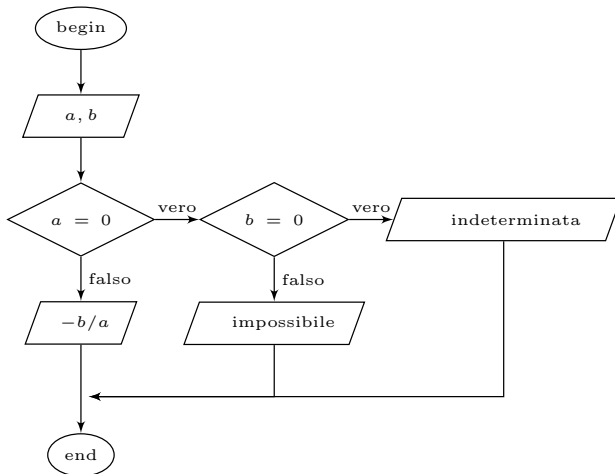 begin
a, b
a = 0
vero
b = 0
vero
indeterminata
falso
falso
−b/a
impossibile
end